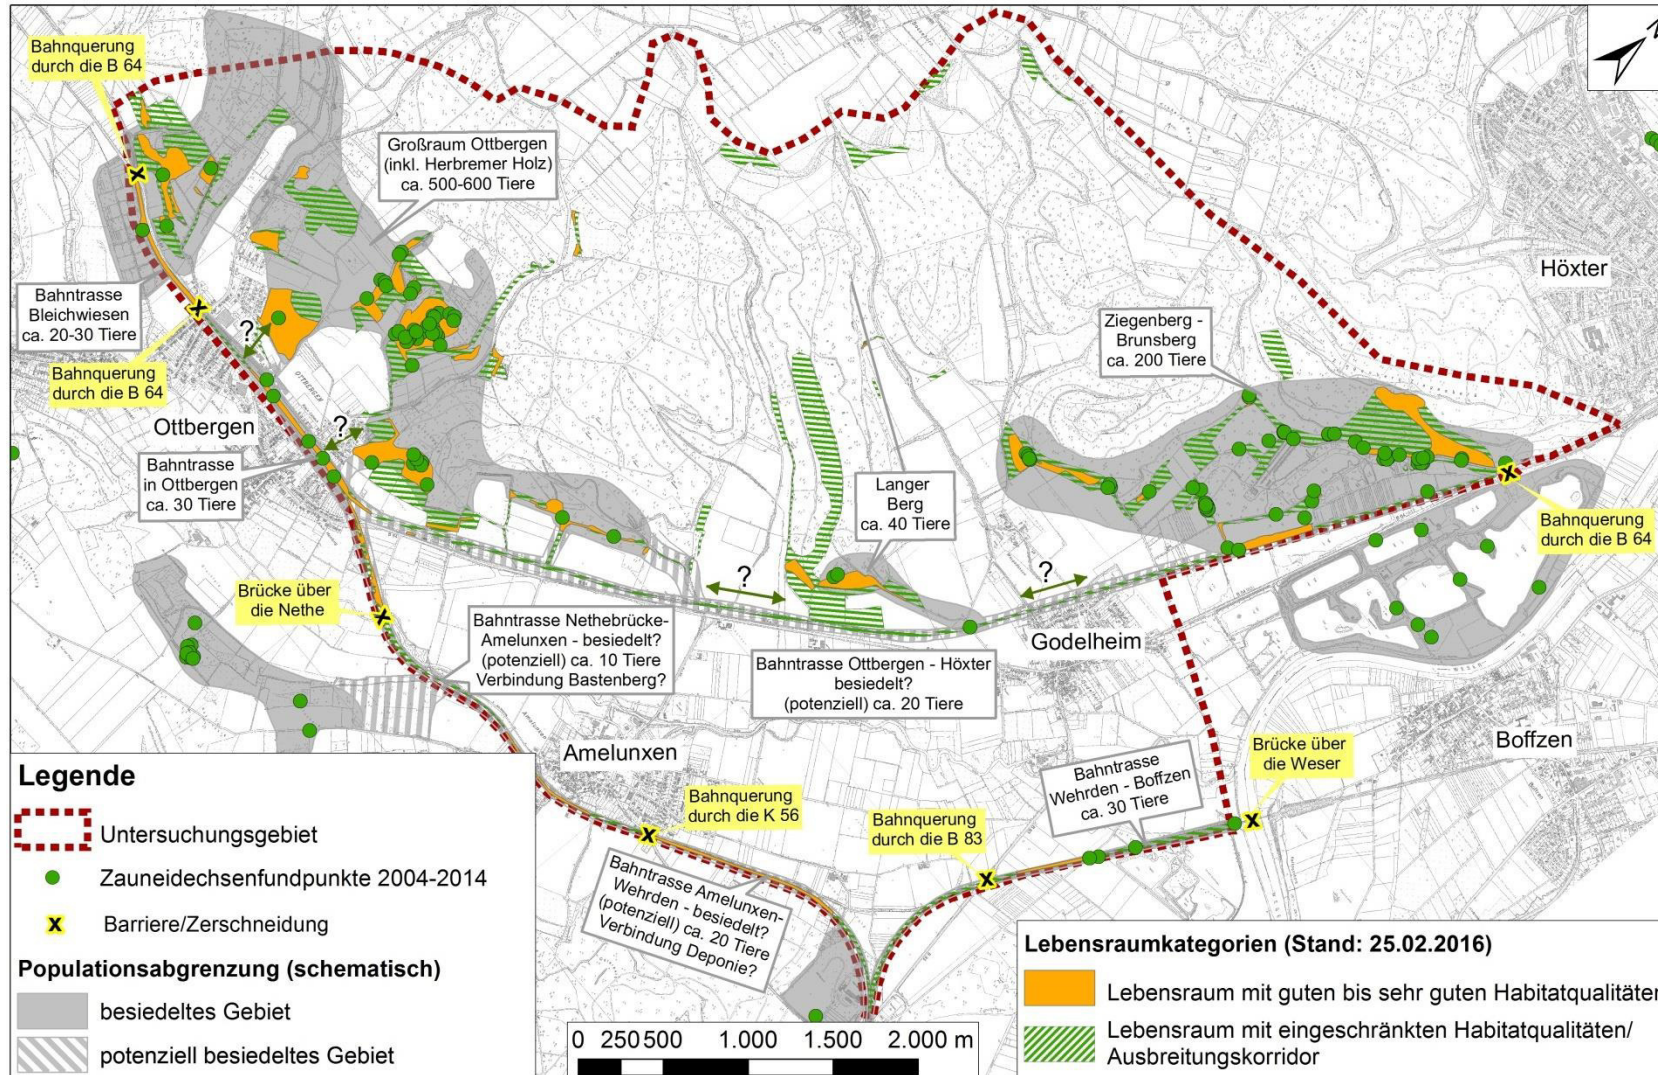 Bahnquerung
durch die B 64
Großraum Ottbergen
(inkl. Herbremer Holz)
ca. 500-600 Tiere
Höxter
Bahntrasse
Bleichwiesen
ca. 20-30 Tiere
Ziegenberg -
Brunsberg
ca. 200 Tiere
?
Bahnquerung
durch die B 64
OTTBERGEN
Ottbergen
?
Bahntrasse
in Ottbergen
ca. 30 Tiere
Langer
Berg
ca. 40 Tiere
Bahnquerung
durch die B 64
?
?
Brücke über
die Nethe
Bahntrasse Nethebrücke-
Amelunxen - besiedelt?
(potenziell) ca. 10 Tiere
Verbindung Bastenberg?
Godelheim
Bahntrasse Ottbergen - Höxter
besiedelt?
(potenziell) ca. 20 Tiere
Amelunxen
Boffzen
Brücke über
die Weser
Bahntrasse
Wehrden - Boffzen
ca. 30 Tiere
Bahnquerung
durch die K 56
Bahnquerung
durch die B 83
Bahntrasse Amelunxen-
Wehrden - besiedelt?
(potenziell) ca. 20 Tiere
Verbindung Deponie?
Legende
Untersuchungsgebiet
Zauneidechsenfundpunkte 2004-2014
x Barriere/Zerschneidung
Populationsabgrenzung (schematisch)
besiedeltes Gebiet
potenziell besiedeltes Gebiet
0 250 500 1.000 1.500 2.000 m
Lebensraumkategorien (Stand: 25.02.2016)
Lebensraum mit guten bis sehr guten Habitatqualitäten
Lebensraum mit eingeschränkten Habitatqualitäten/
Ausbreitungskorridor